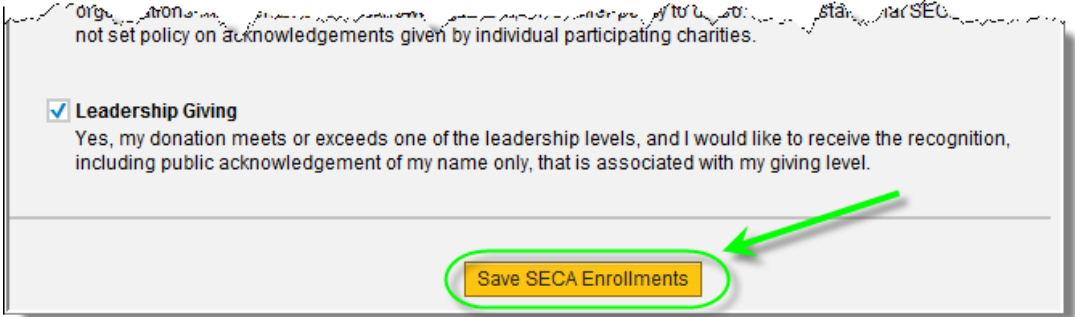 not set policy on acknowledgements given by individual participating charities.
Leadership Giving
Yes, my donation meets or exceeds one of the leadership levels, and I would like to receive the recognition,
including public acknowledgement of my name only, that is associated with my giving level.
Save SECA Enrollments